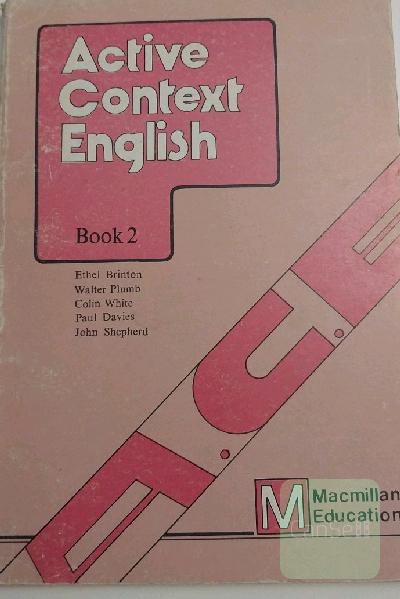 Active
Context
English
Book 2
Ethel Brinton
Walter Plumb
Colin White
Paul Davies
John Shepherd
A.C.E
M
Macmillan
Education